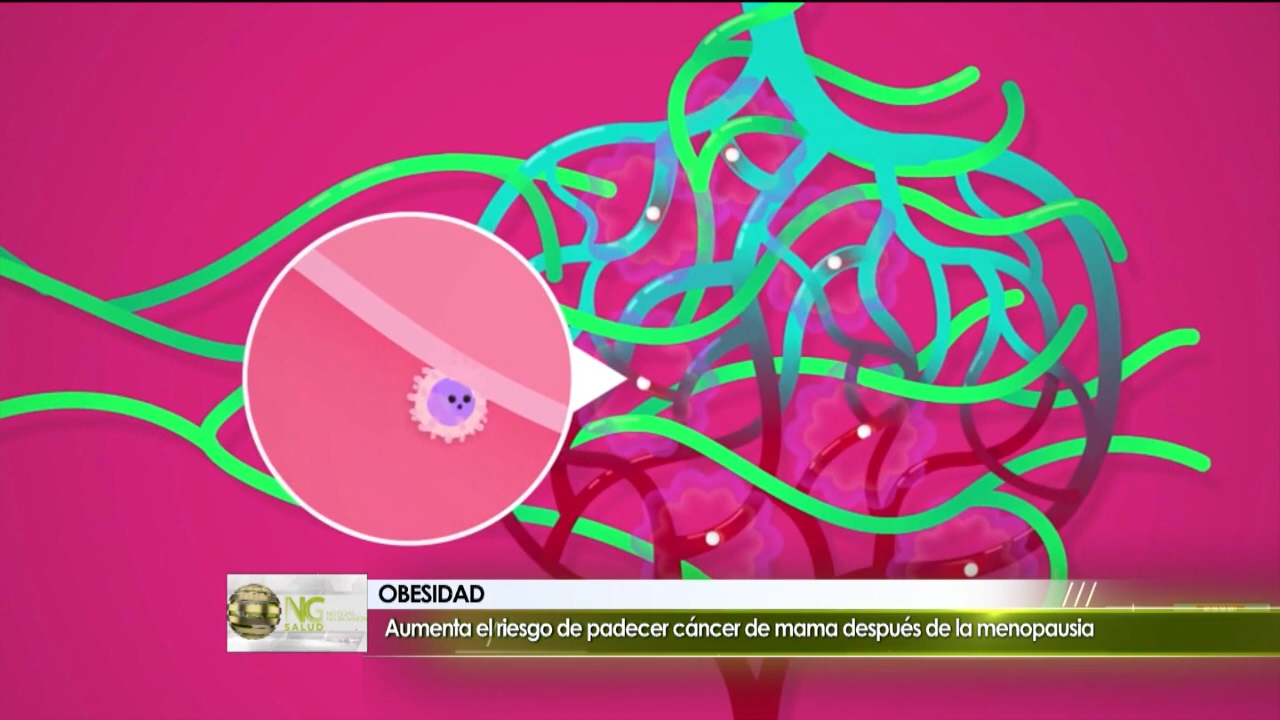 OBESIDAD
NG
SALUD
Aumenta el riesgo de padecer cáncer de mama después de la menopausia